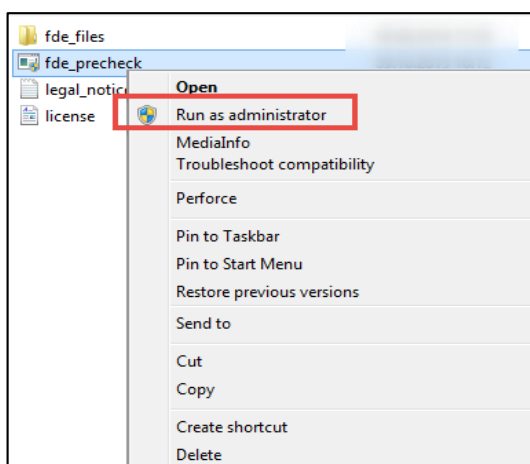 fde_files
fde_precheck
legal_notic
license
Open
Run as administrator
MediaInfo
Troubleshoot compatibility
Perforce
Pin to Taskbar
Pin to Start Menu
Restore previous versions
Send to
Cut
Copy
Create shortcut
Delete